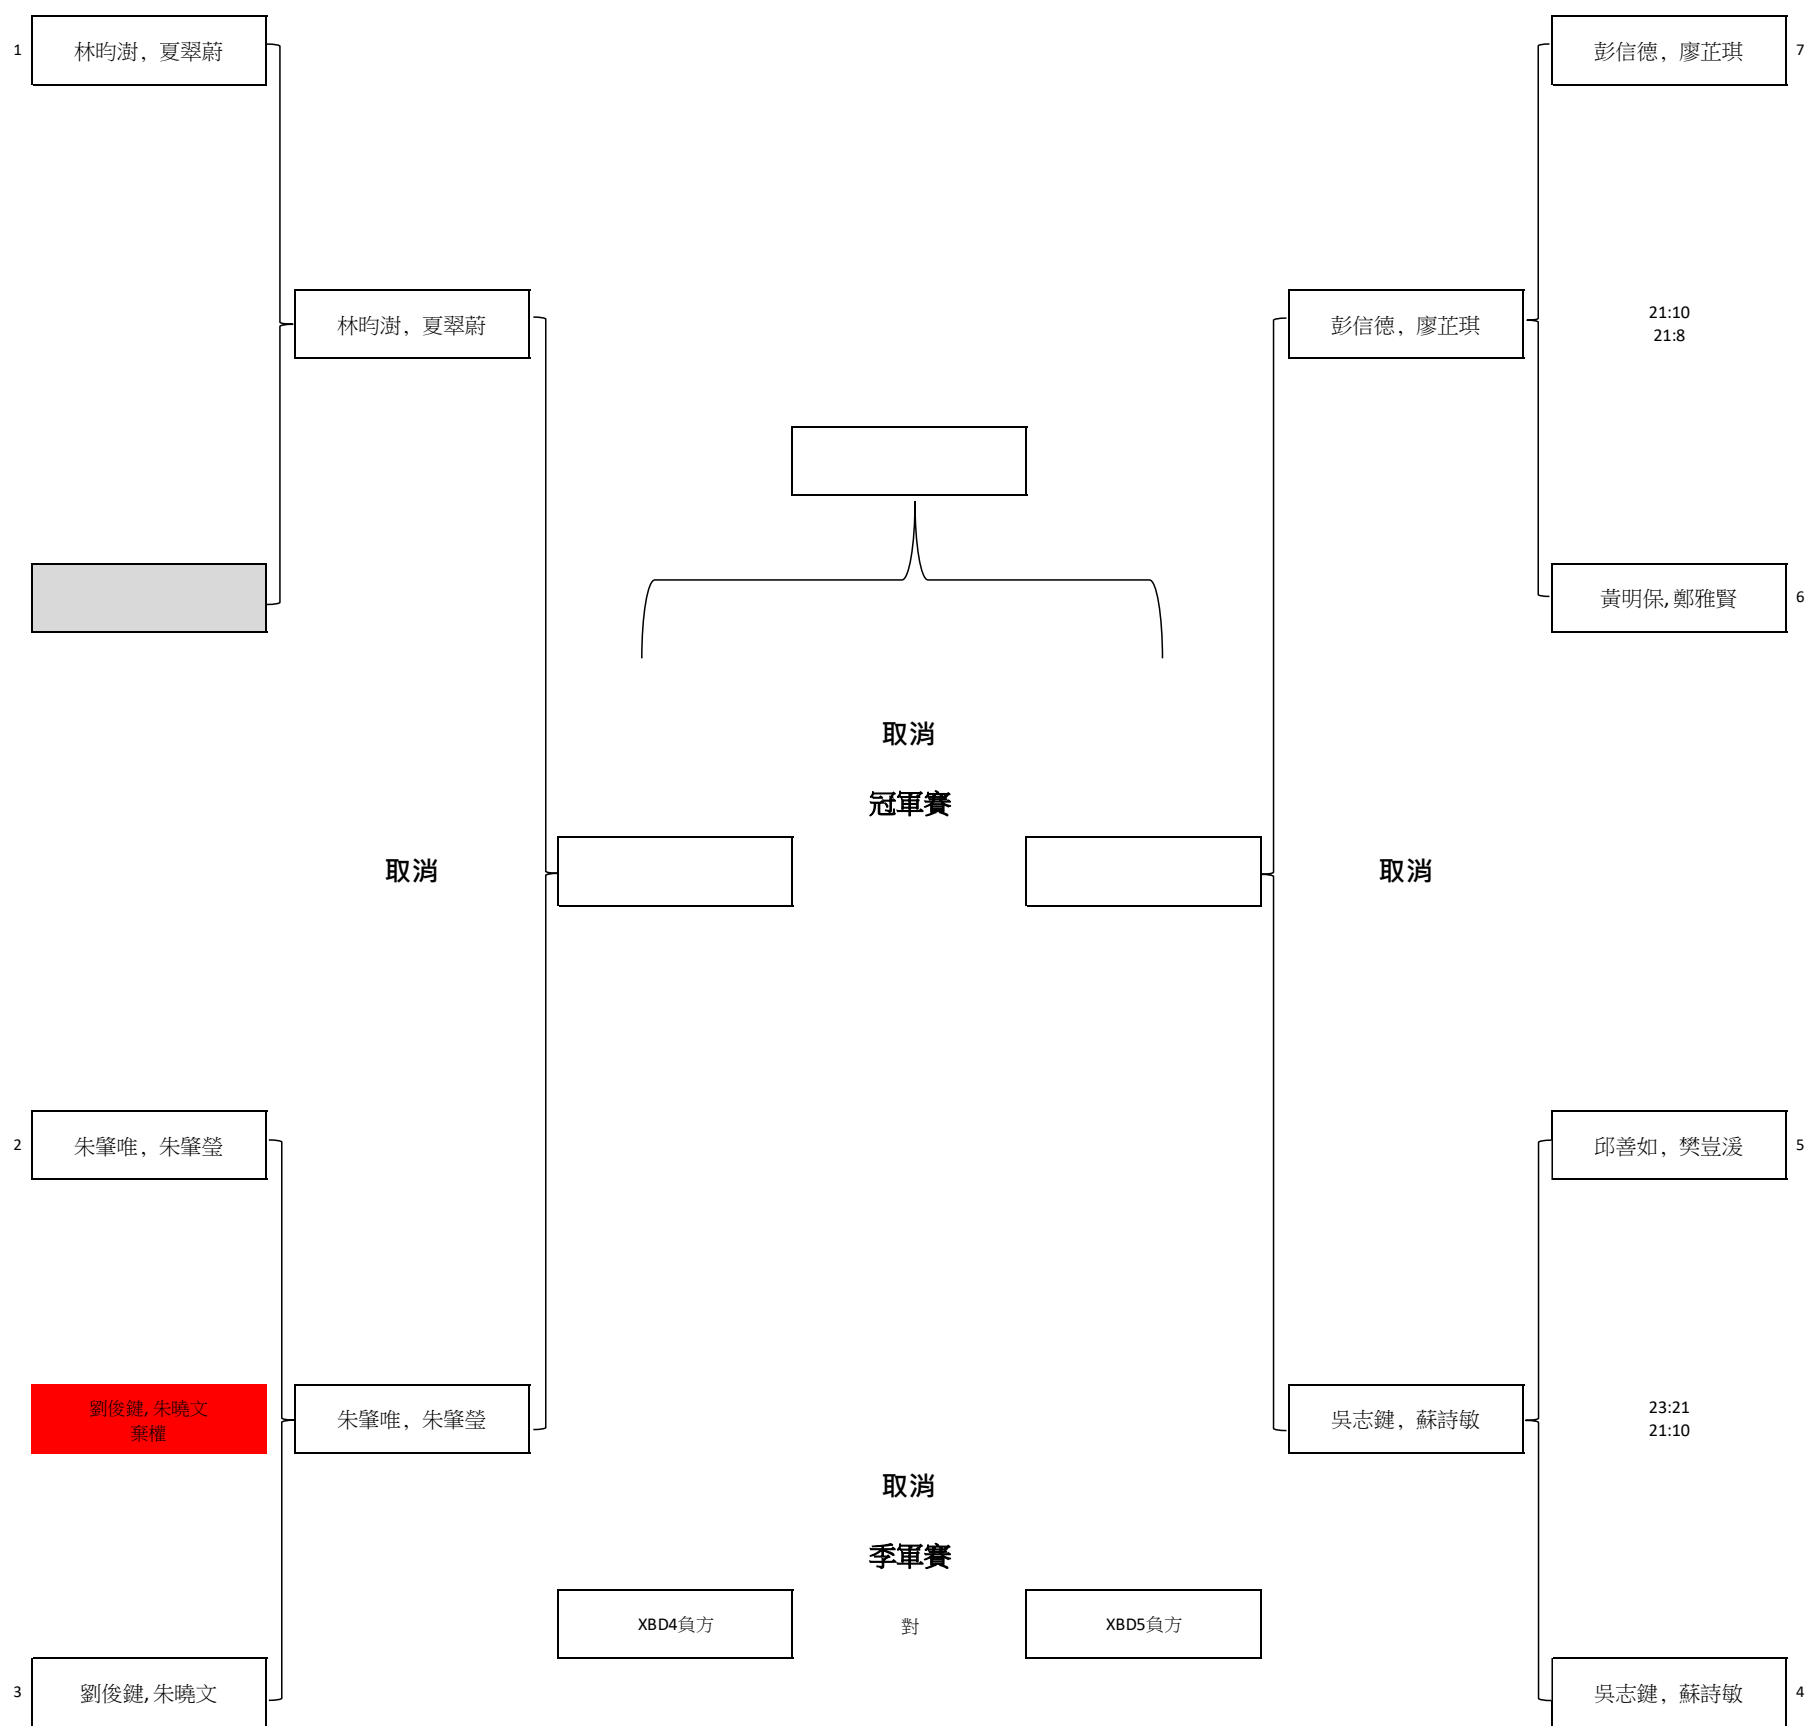 1
林昀澍, 夏翠蔚
彭信德, 廖芷琪
7
林昀澍, 夏翠蔚
彭信德, 廖芷琪
21:10
21:8
黃明保, 鄭雅賢
6
取消
冠軍賽
取消
取消
2
朱肇唯, 朱肇瑩
邱善如, 樊豈湲
5
劉俊鍵, 朱曉文
棄權
朱肇唯, 朱肇瑩
吳志鍵, 蘇詩敏
23:21
21:10
取消
季軍賽
XBD4負方
對
XBD5負方
3
劉俊鍵, 朱曉文
吳志鍵, 蘇詩敏
4